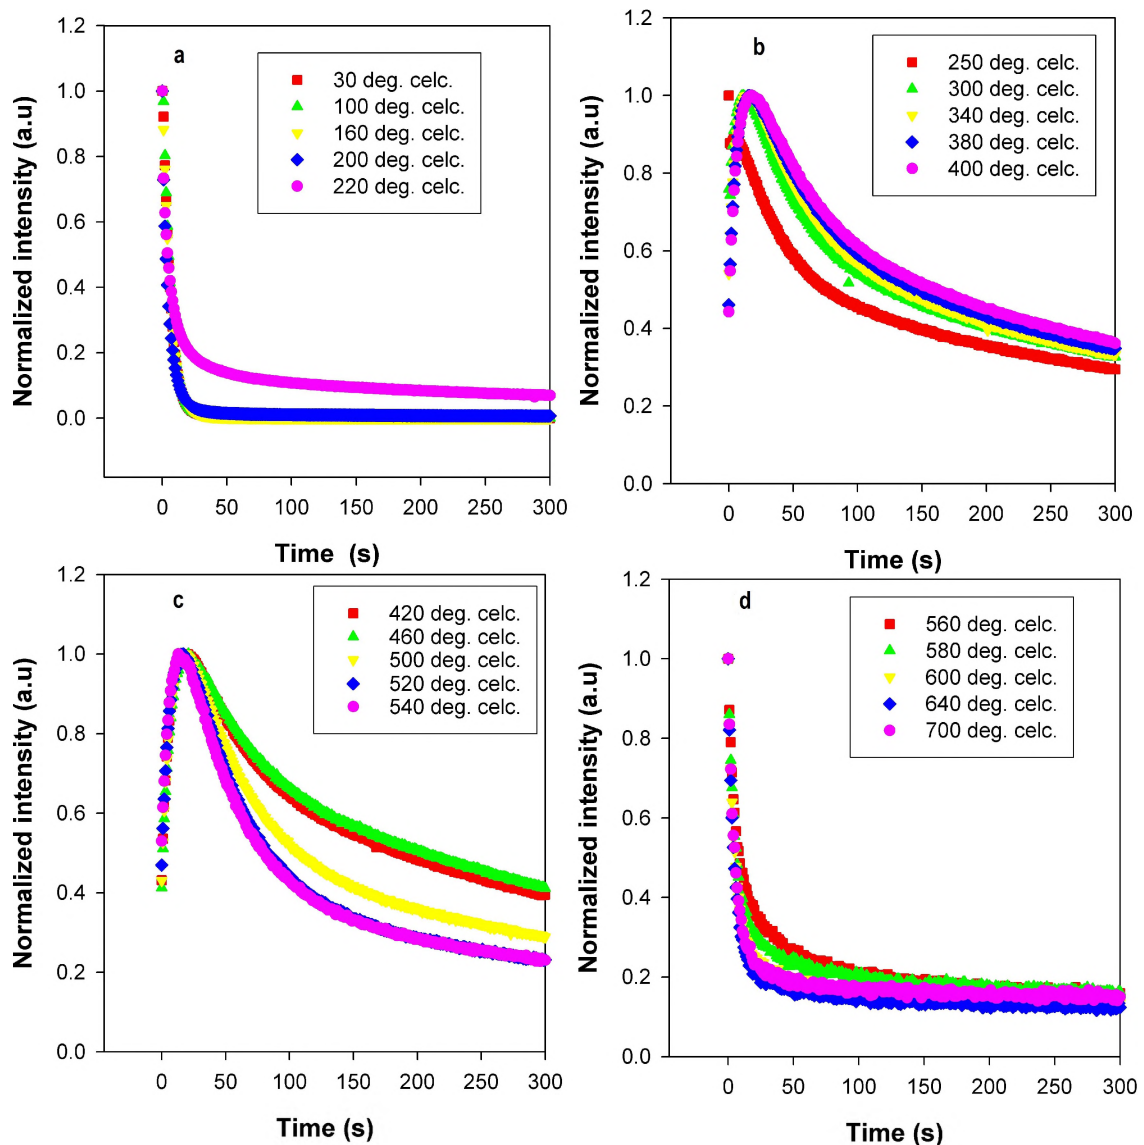 a
Normalized intensity (a.u)
1.2
1.0
0.8
0.6
0.4
0.2
0.0
30 deg. celc.
100 deg. celc.
160 deg. celc.
200 deg. celc.
220 deg. celc.
0 50 100 150 200 250 300
Time (s)
b
Normalized intensity (a.u)
1.2
1.0
0.8
0.6
0.4
0.2
0.0
250 deg. celc.
300 deg. celc.
340 deg. celc.
380 deg. celc.
400 deg. celc.
0 50 100 150 200 250 300
Time (s)
c
Normalized intensity (a.u)
1.2
1.0
0.8
0.6
0.4
0.2
0.0
420 deg. celc.
460 deg. celc.
500 deg. celc.
520 deg. celc.
540 deg. celc.
0 50 100 150 200 250 300
Time (s)
d
Normalized intensity (a.u)
1.2
1.0
0.8
0.6
0.4
0.2
0.0
560 deg. celc.
580 deg. celc.
600 deg. celc.
640 deg. celc.
700 deg. celc.
0 50 100 150 200 250 300
Time (s)